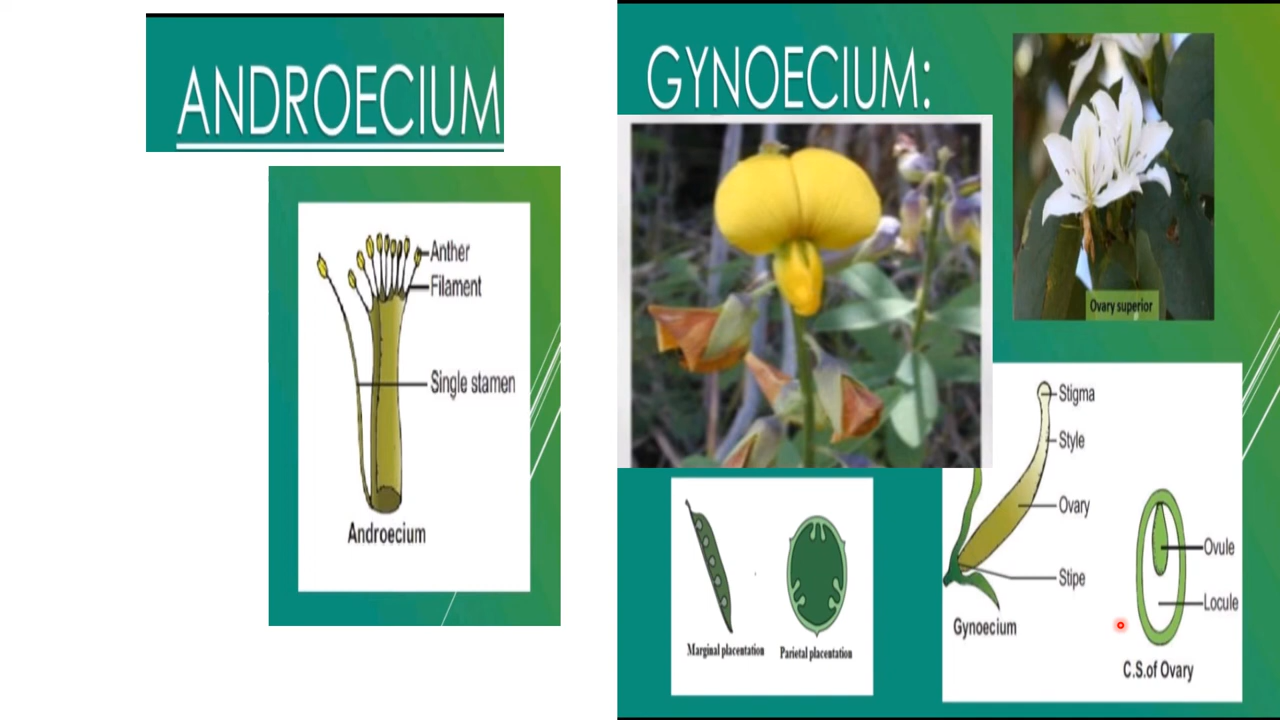 ANDROECIUM
Anther
Filament
Single stamen
Androecium
GYNOECIUM:
Ovary superior
Stigma
Style
Ovary
Stipe
Gynoecium
Ovule
Locule
C.S.of Ovary
Marginal placentation
Parietal placentation